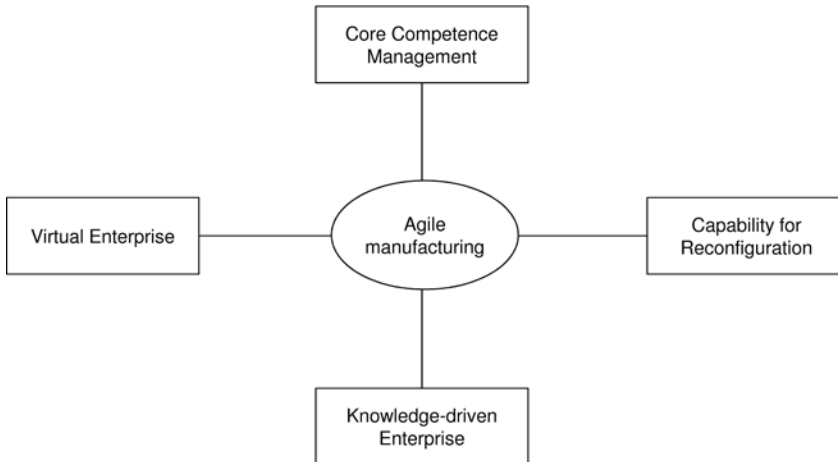 Core Competence
Management
Virtual Enterprise
Agile
manufacturing
Capability for
Reconfiguration
Knowledge-driven
Enterprise